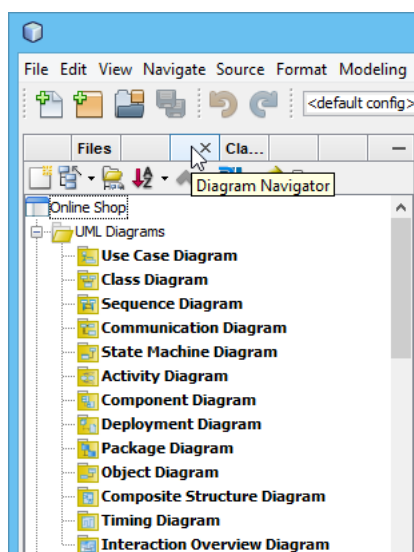 File Edit View Navigate Source Format Modeling
<default config>
Files Cla...
Diagram Navigator
Online Shop
UML Diagrams
Use Case Diagram
Class Diagram
Sequence Diagram
Communication Diagram
State Machine Diagram
Activity Diagram
Component Diagram
Deployment Diagram
Package Diagram
Object Diagram
Composite Structure Diagram
Timing Diagram
Interaction Overview Diagram